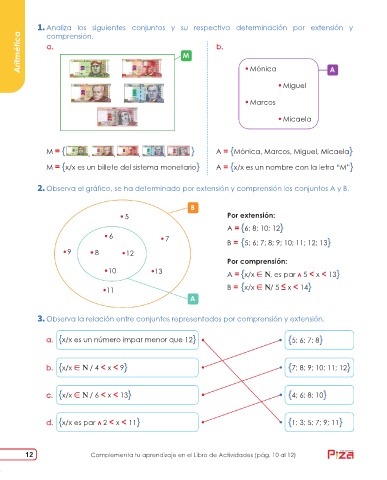 Aritmética
1. Analiza los siguientes conjuntos y su respectiva determinación por extensión y
comprensión.
a.
b.
M
A
• Mónica
• Miguel
• Marcos
• Micaela
M = { , , , , }
A = {Mónica, Marcos, Miguel, Micaela}
M = {x/x es un billete del sistema monetario}
A = {x/x es un nombre con la letra "M"}
2. Observa el gráfico, se ha determinado por extensión y comprensión los conjuntos A y B.
B
• 5
• 6
• 7
• 9
• 8
• 12
• 10
• 13
• 11
A
Por extensión:
A = {6; 8; 10; 12}
B = {5; 6; 7; 8; 9; 10; 11; 12; 13}
Por comprensión:
A = {x/x ∈ N, es par ∧ 5 < x < 13}
B = {x/x ∈ N/ 5 ≤ x < 14}
3. Observa la relación entre conjuntos representados por comprensión y extensión.
a. {x/x es un número impar menor que 12}
{5; 6; 7; 8}
b. {x/x ∈ N / 4 < x < 9}
{7; 8; 9; 10; 11; 12}
c. {x/x ∈ N / 6 < x < 13}
{4; 6; 8; 10}
d. {x/x es par ∧ 2 < x < 11}
{1; 3; 5; 7; 9; 11}
12
Complementa tu aprendizaje en el Libro de Actividades (pág. 10 al 12)